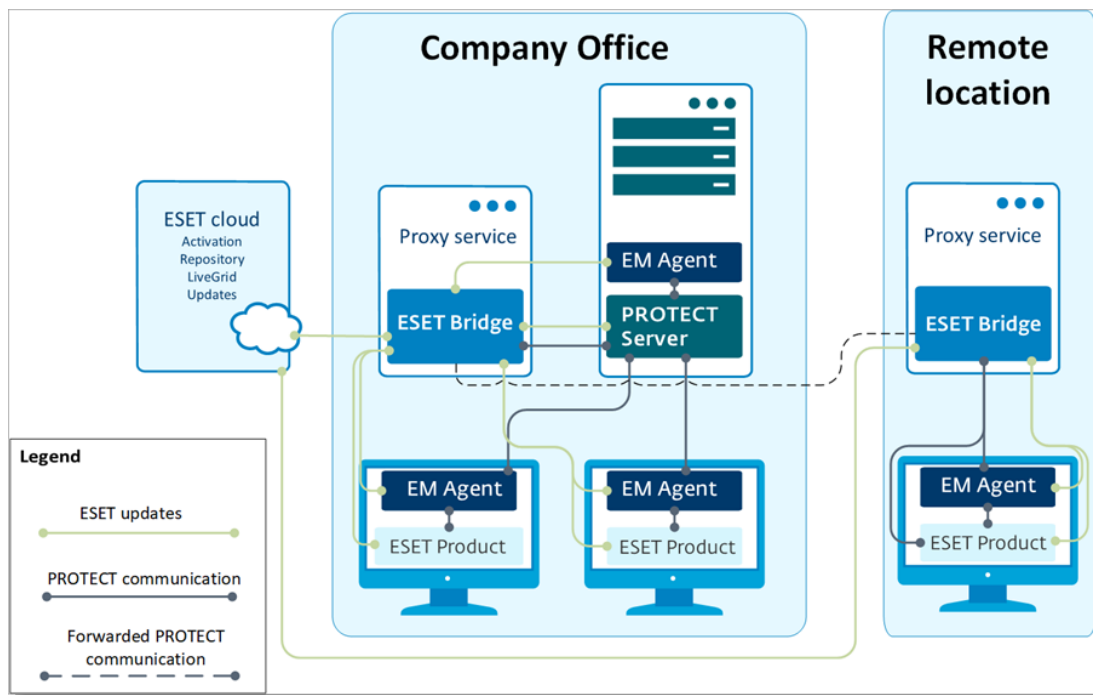 Company Office
Remote
location
ESET cloud
Activation
Repository
LiveGrid
Updates
Proxy service
ESET Bridge
EM Agent
PROTECT
Server
Proxy service
ESET Bridge
EM Agent
ESET Product
EM Agent
ESET Product
EM Agent
ESET Product
Legend
ESET updates
PROTECT communication
Forwarded PROTECT
communication